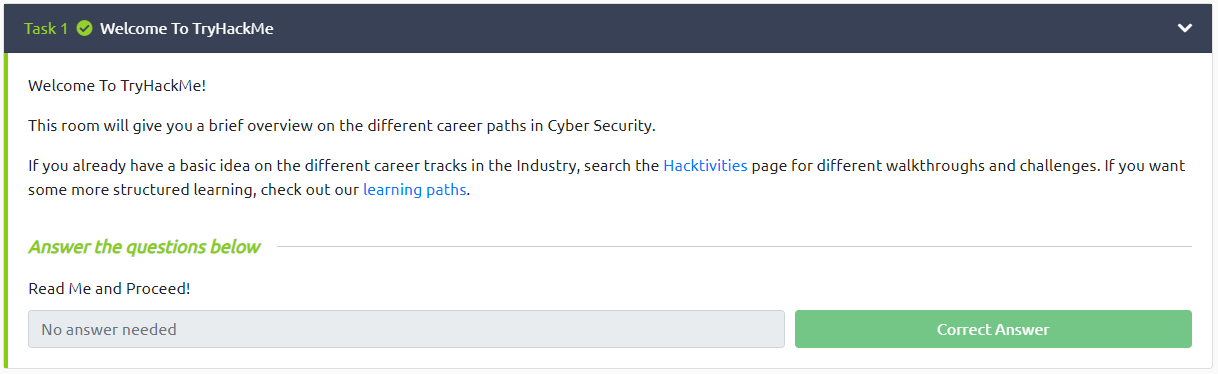 Task 1 Welcome To TryHackMe
Welcome To TryHackMe!
This room will give you a brief overview on the different career paths in Cyber Security.
If you already have a basic idea on the different career tracks in the Industry, search the Hacktivities page for different walkthroughs and challenges. If you want
some more structured learning, check out our learning paths.
Answer the questions below
Read Me and Proceed!
No answer needed
Correct Answer